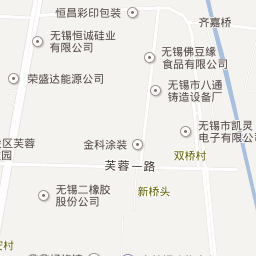 恒昌彩印包装
齐嘉桥
无锡恒诚硅业
有限公司
无锡佛豆缘
食品有限公司
荣盛达能源公司
无锡市八通
铸造设备厂
无锡市凯灵
电子有限公
金科涂装
区芙蓉
园
双桥村
芙蓉一路
无锡二橡胶
股份公司
新桥头
村